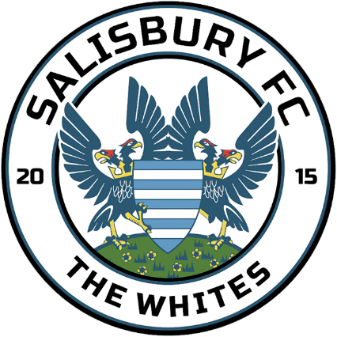 SALISBURY FC
20 15
THE WHITES